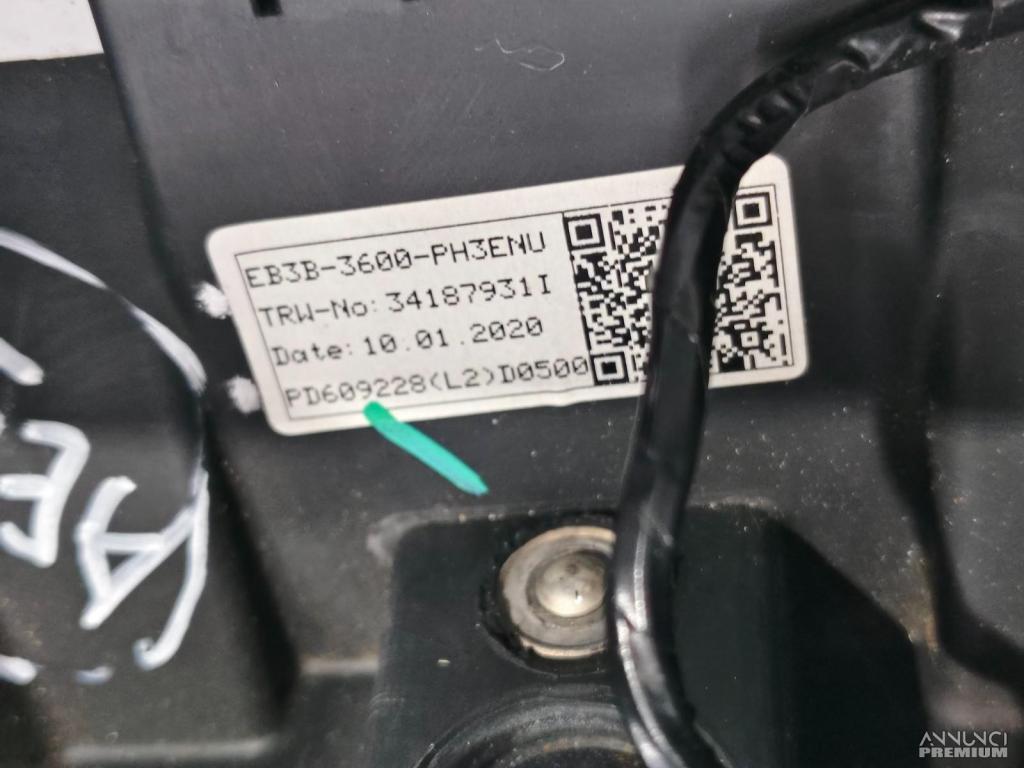 EB3B-3600-PH3ENU
TRW-No: 34187931I
Date: 10.01.2020
PD609228(L2)D0500
ANNUNCI
PREMIUM